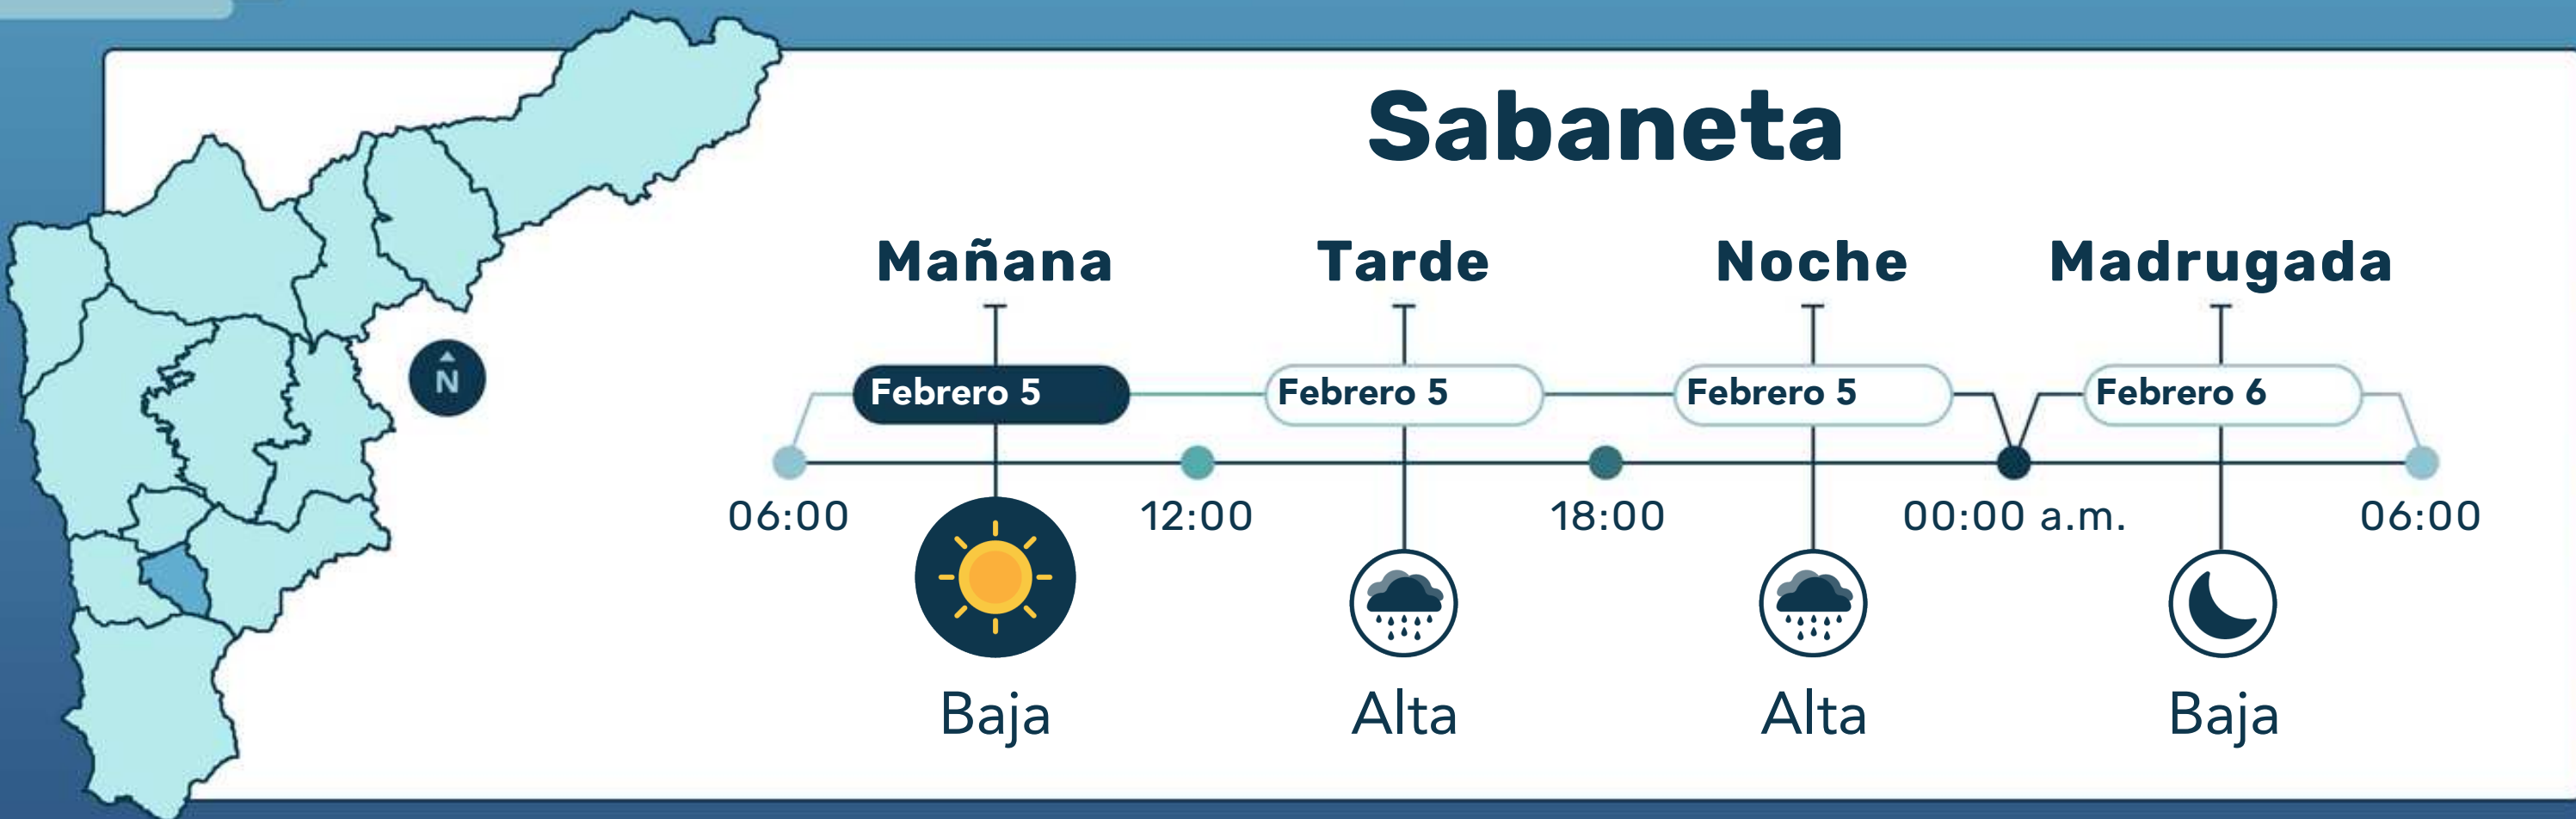 Sabaneta
Mañana Tarde Noche Madrugada
N
Febrero 5 Febrero 5 Febrero 5 Febrero 6
06:00 12:00 18:00 00:00 a.m. 06:00
Baja Alta Alta Baja